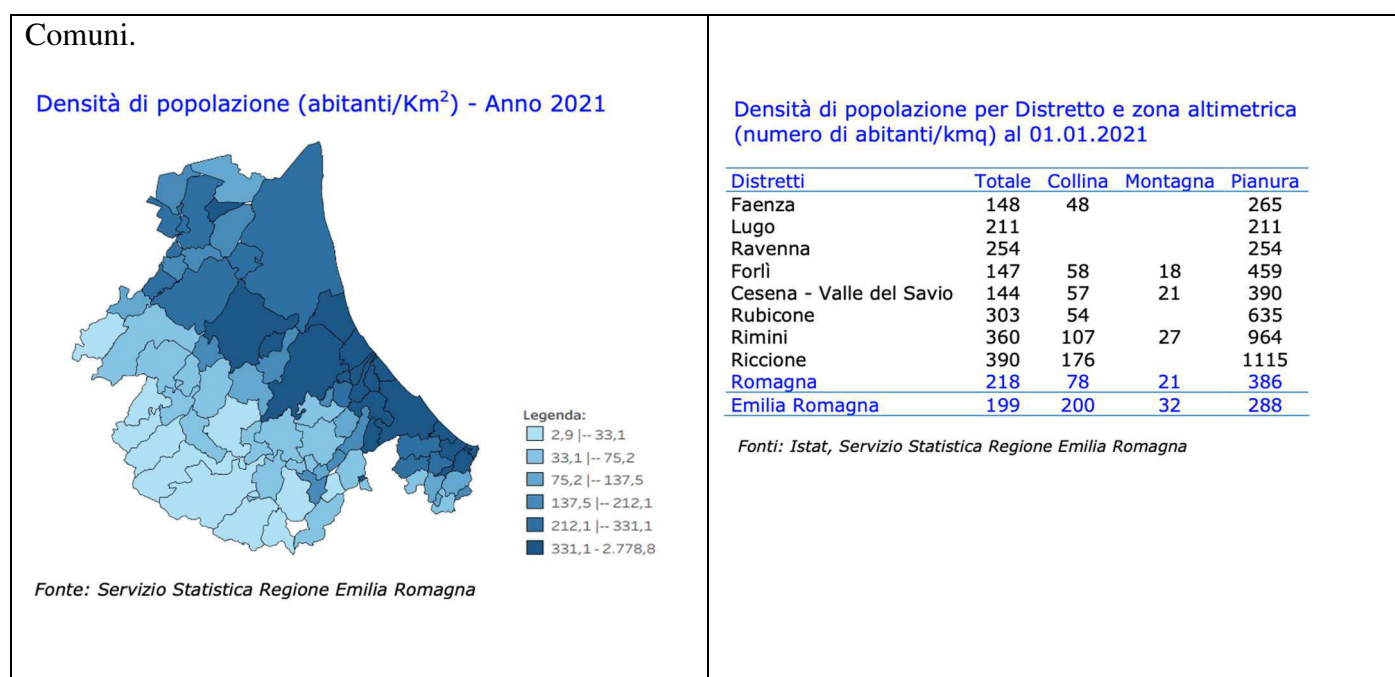 Comuni.
Densità di popolazione (abitanti/Km²) - Anno 2021
Legenda:
2,9 |-- 33,1
33,1 |-- 75,2
75,2 |-- 137,5
137,5 |-- 212,1
212,1 |-- 331,1
331,1 - 2.778,8
Fonte: Servizio Statistica Regione Emilia Romagna
Densità di popolazione per Distretto e zona altimetrica
(numero di abitanti/kmq) al 01.01.2021
Distretti Totale Collina Montagna Pianura
Faenza 148 48 265
Lugo 211 211
Ravenna 254 254
Forlì 147 58 18 459
Cesena - Valle del Savio 144 57 21 390
Rubicone 303 54 635
Rimini 360 107 27 964
Riccione 390 176 1115
Romagna 218 78 21 386
Emilia Romagna 199 200 32 288
Fonti: Istat, Servizio Statistica Regione Emilia Romagna